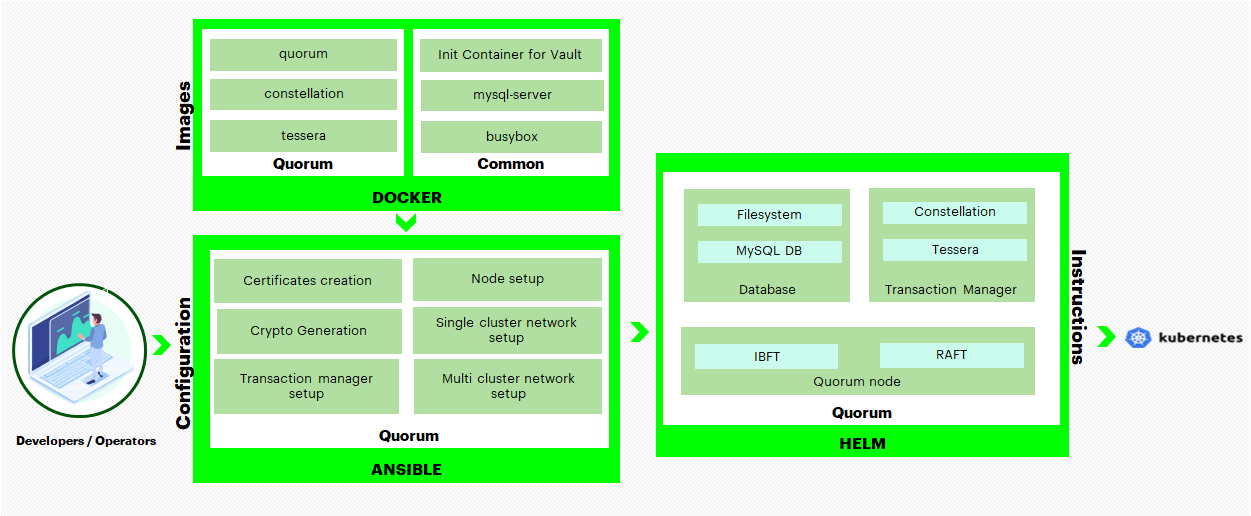 Images
quorum
constellation
tessera
Quorum
Init Container for Vault
mysql-server
busybox
Common
DOCKER
Developers / Operators
Configuration
Certificates creation
Crypto Generation
Transaction manager
setup
Node setup
Single cluster network
setup
Multi cluster network
setup
Quorum
ANSIBLE
Filesystem
MySQL DB
Database
Constellation
Tessera
Transaction Manager
IBFT
RAFT
Quorum node
Quorum
HELM
Instructions
kubernetes